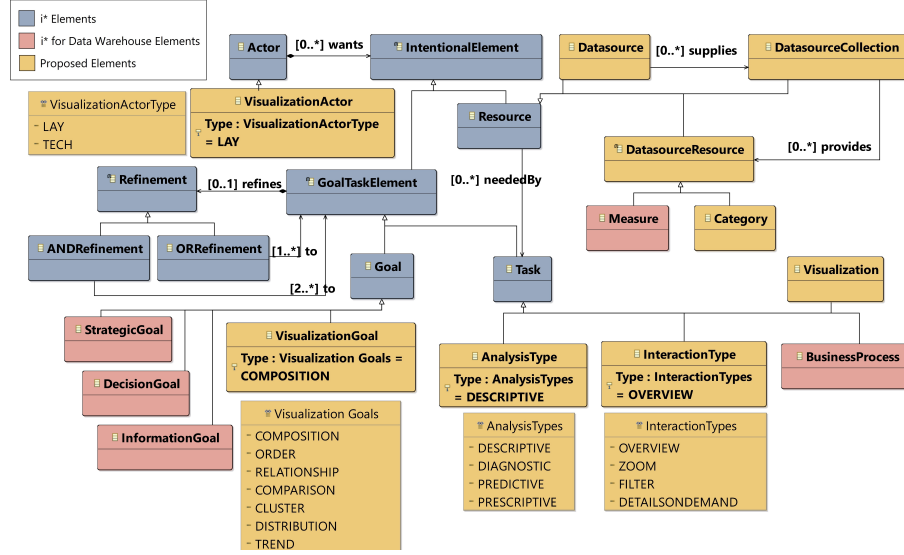 i* Elements
i* for Data Warehouse Elements
Proposed Elements
Actor
[0..*] wants
IntentionalElement
Datasource
[0..*] supplies
DatasourceCollection
VisualizationActorType
LAY
TECH
VisualizationActor
Type : VisualizationActorType
= LAY
Resource
DatasourceResource
[0..*] provides
Refinement
[0..1] refines
GoalTaskElement
[0..*] neededBy
Measure
Category
ANDRefinement
ORRefinement
[1..*] to
[2..*] to
Goal
Task
Visualization
StrategicGoal
DecisionGoal
InformationGoal
VisualizationGoal
Type : Visualization Goals =
COMPOSITION
AnalysisType
Type : AnalysisTypes
= DESCRIPTIVE
InteractionType
Type : InteractionTypes
= OVERVIEW
BusinessProcess
Visualization Goals
COMPOSITION
ORDER
RELATIONSHIP
COMPARISON
CLUSTER
DISTRIBUTION
TREND
AnalysisTypes
DESCRIPTIVE
DIAGNOSTIC
PREDICTIVE
PRESCRIPTIVE
InteractionTypes
OVERVIEW
ZOOM
FILTER
DETAILSONDEMAND